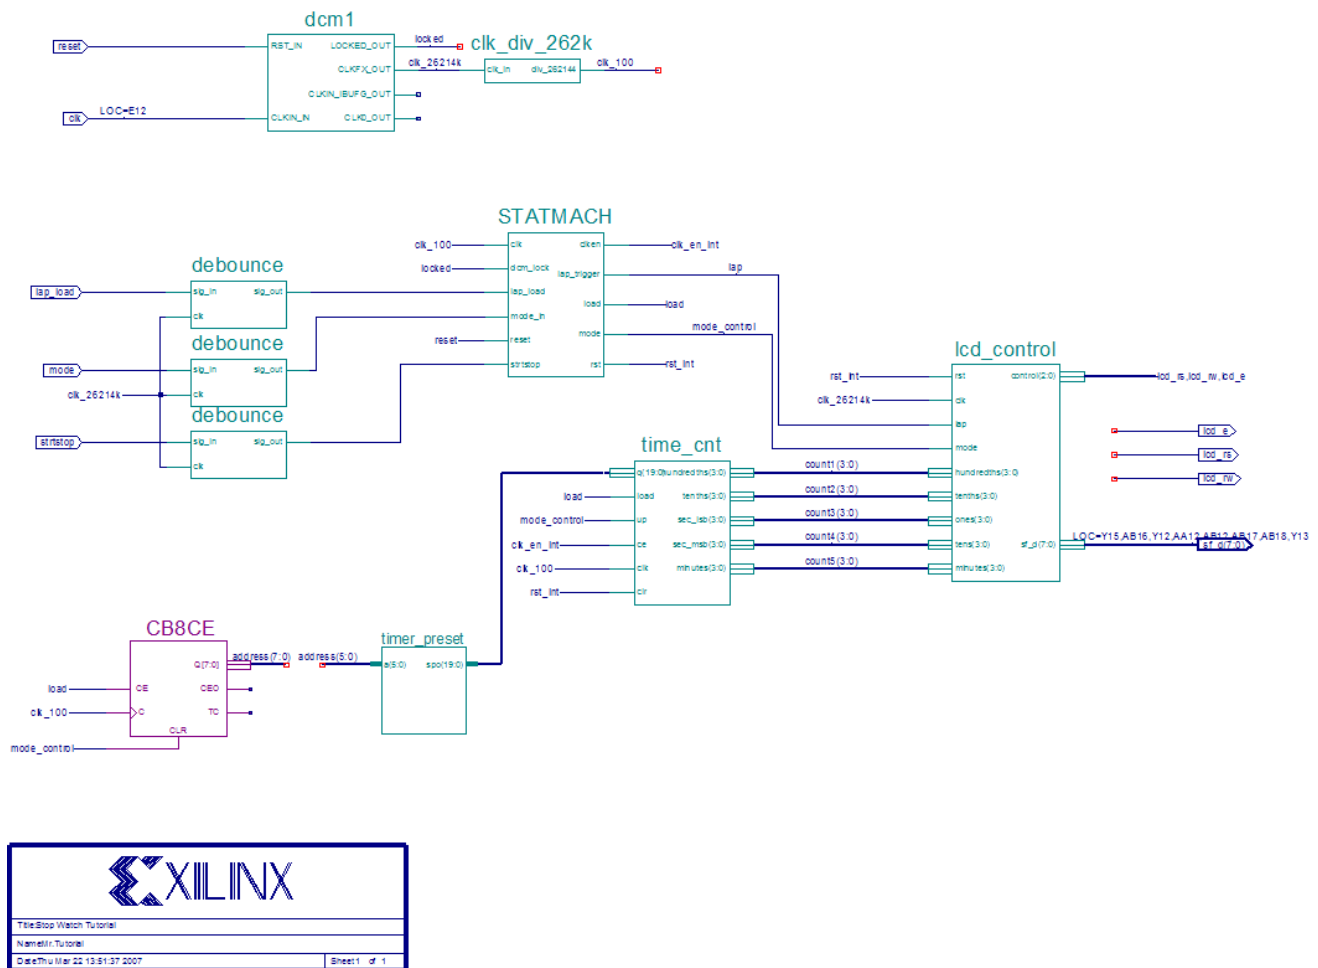 dcm1
reset
RST_IN
LOCKED_OUT
locked
clk_div_262k
CLKFX_OUT
clk_26214k
clk_in
div_262144
clk_100
CLKIN_IBUFG_OUT
clk
LOC=E12
CLKIN_IN
CLK0_OUT
STATMACH
clk_100
clk
clken
clk_en_int
debounce
locked
dcm_lock
lap_trigger
lap
lap_load
sig_in
sig_out
lap_load
load
load
clk
mode_in
mode
mode_control
debounce
reset
reset
lcd_control
mode
sig_in
sig_out
strtstop
rst
rst_int
rst_int
rst
control(2:0)
lcd_rs,lcd_rw,lcd_e
clk_26214k
clk
clk_26214k
clk
debounce
lap
lcd_e
strtstop
sig_in
sig_out
time_cnt
mode
lcd_rs
clk
q(19:0)
hundredths(3:0)
count1(3:0)
hundredths(3:0)
lcd_rw
load
load
tenths(3:0)
count2(3:0)
tenths(3:0)
mode_control
up
sec_lsb(3:0)
count3(3:0)
ones(3:0)
clk_en_int
ce
sec_msb(3:0)
count4(3:0)
tens(3:0)
sf_d(7:0)
LOC=Y15,AB16,Y12,AA12,AB12,AB17,AB18,Y13
sf_d(7:0)
clk_100
clk
minutes(3:0)
count5(3:0)
minutes(3:0)
rst_int
clr
CB8CE
timer_preset
Q[7:0]
address(7:0)
address(5:0)
a(5:0)
spo(19:0)
load
CE
CEO
clk_100
C
TC
CLR
mode_control
XILINX
Title:Stop Watch Tutorial
Name:Mr.Tutorial
Date:Thu Mar 22 13:51:37 2007
Sheet 1 of 1